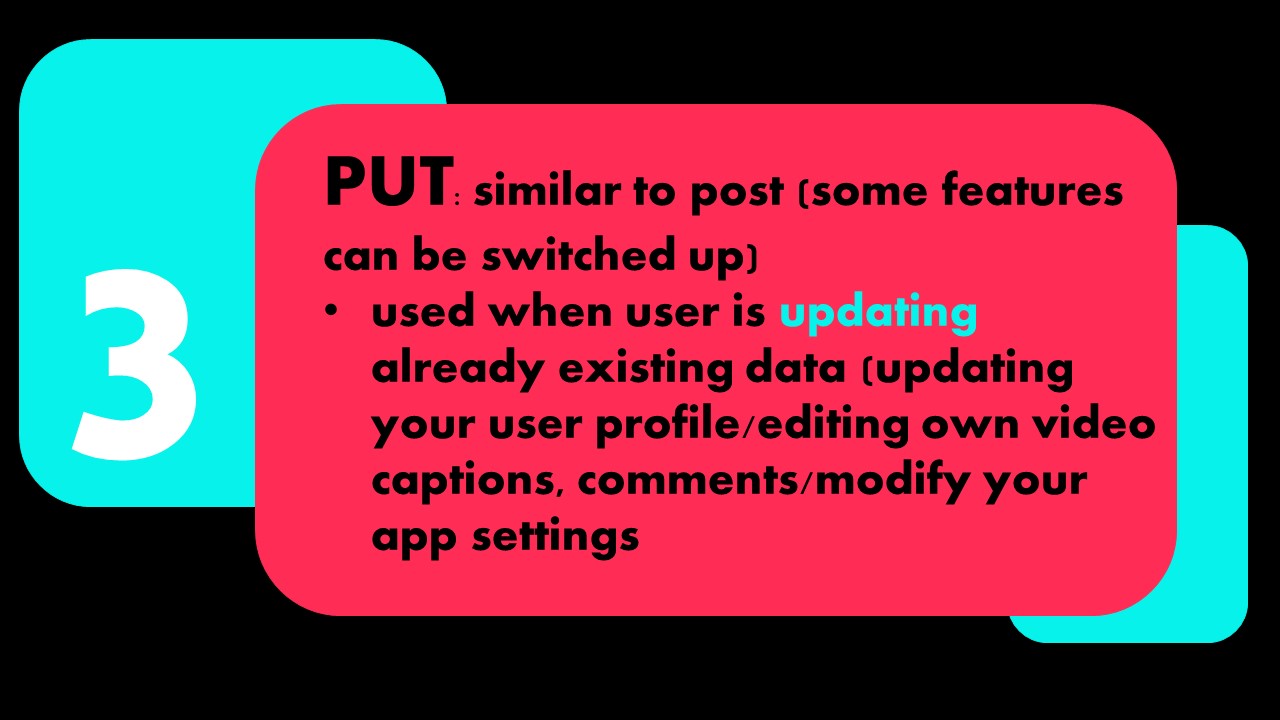 3
PUT: similar to post (some features
can be switched up)
• used when user is updating
already existing data (updating
your user profile/editing own video
captions, comments/modify your
app settings